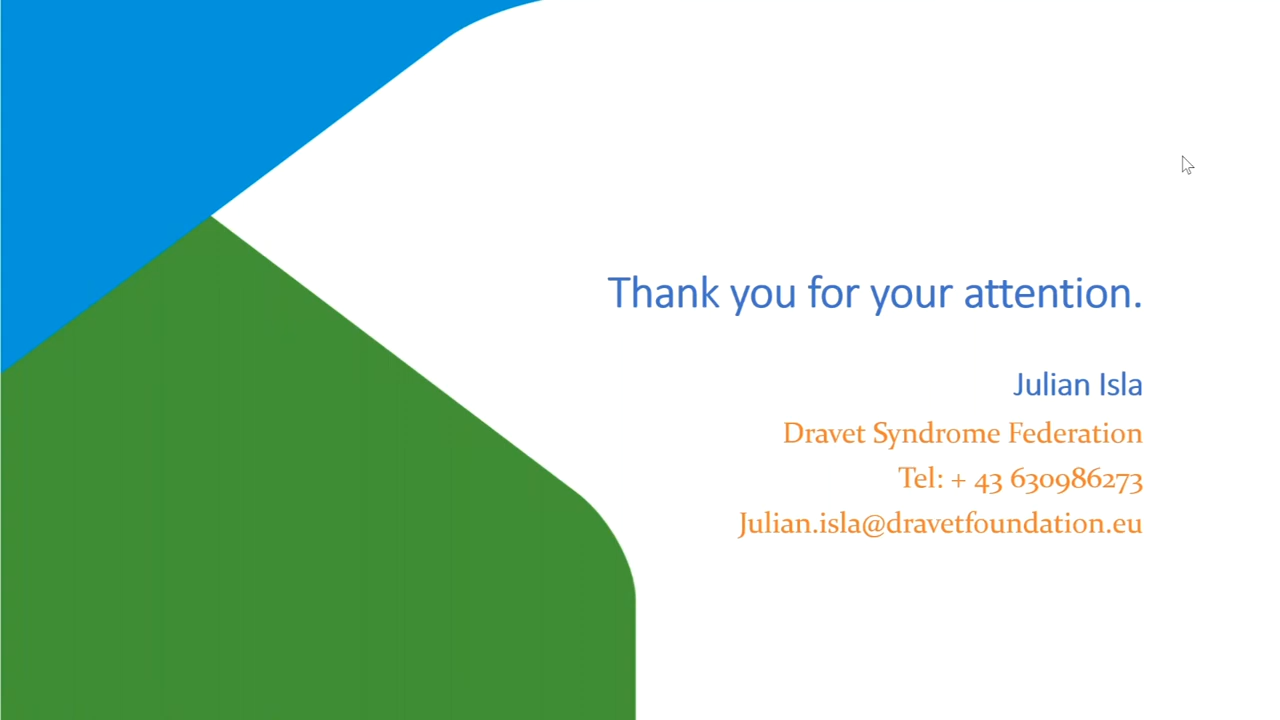 Thank you for your attention.
Julian Isla
Dravet Syndrome Federation
Tel: + 43 630986273
Julian.isla@dravetfoundation.eu